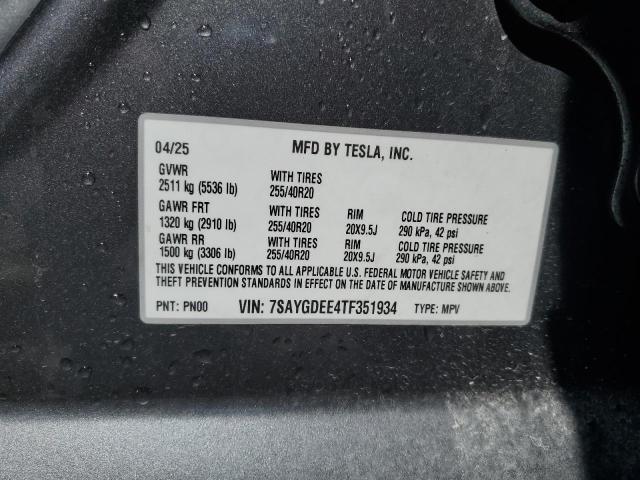 04/25 MFD BY TESLA, INC.
GVWR WITH TIRES
2511 kg (5536 lb) 255/40R20
GAWR FRT WITH TIRES RIM COLD TIRE PRESSURE
1320 kg (2910 lb) 255/40R20 20X9.5J 290 kPa, 42 psi
GAWR RR WITH TIRES RIM COLD TIRE PRESSURE
1500 kg (3306 lb) 255/40R20 20X9.5J 290 kPa, 42 psi
THIS VEHICLE CONFORMS TO ALL APPLICABLE U.S. FEDERAL MOTOR VEHICLE SAFETY AND
THEFT PREVENTION STANDARDS IN EFFECT ON THE DATE OF MANUFACTURE SHOWN ABOVE.
PNT: PN00 VIN: 7SAYGDEE4TF351934 TYPE: MPV